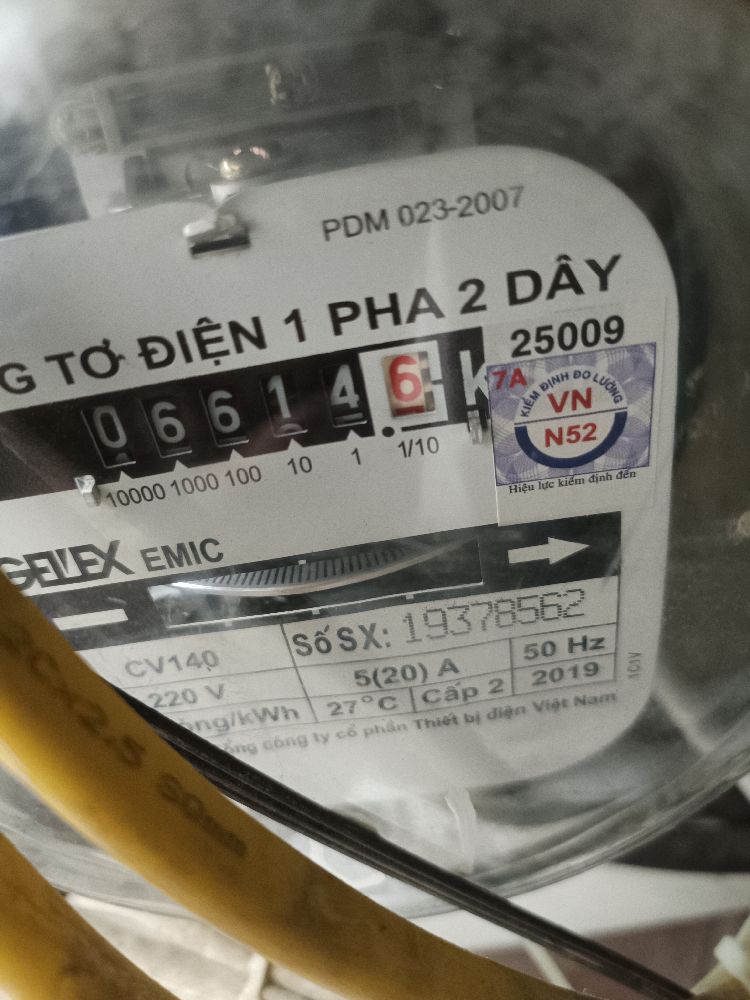 PDM 023-2007
G TƠ ĐIỆN 1 PHA 2 DÂY
25009
0 6 6 1 4 6 K
7A
KIỂM ĐỊNH ĐO LƯỜNG
VN
N52
Hiệu lực kiểm định đến
10000 1000 100 10 1 1/10
GELEX EMIC
Số SX: 19378562
CV140
5(20) A
50 Hz
220 V
27°C
Cấp 2
2019
òng/kWh
ổng công ty cổ phần Thiết bị điện Việt Nam